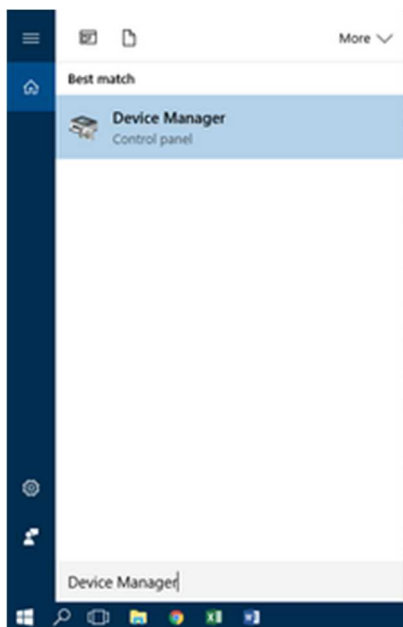 More
Best match
Device Manager
Control panel
Device Manager